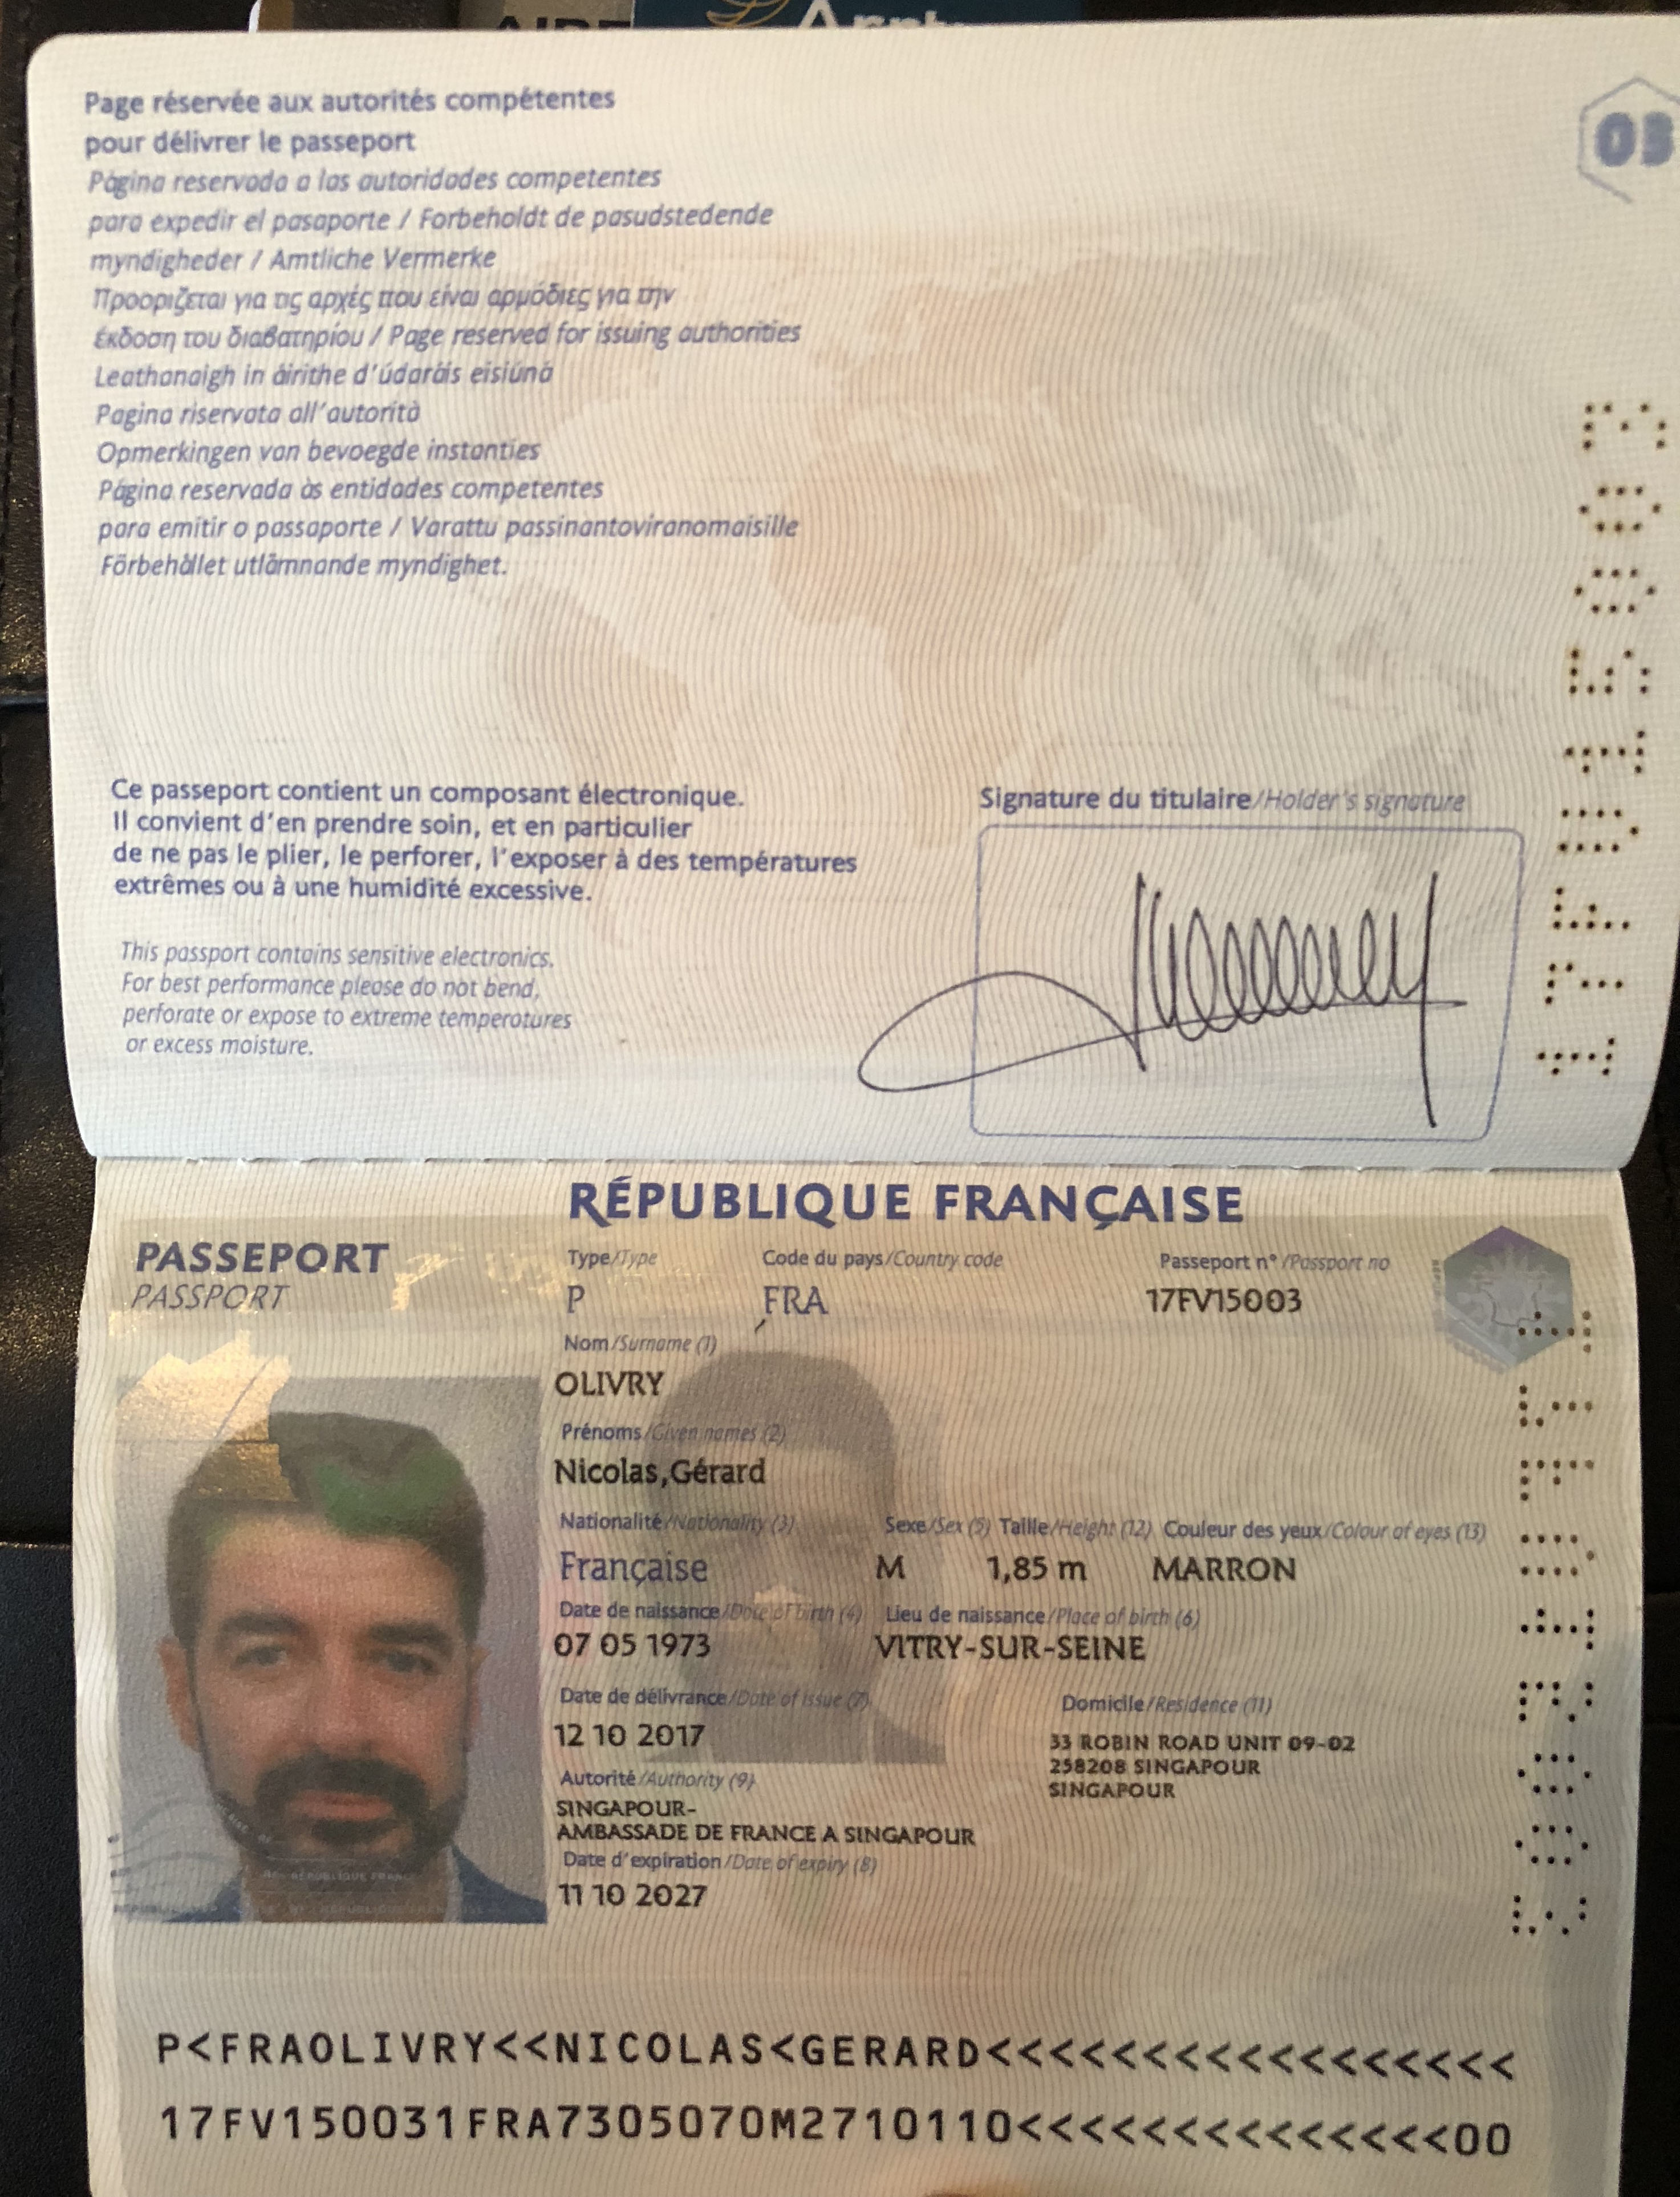 Page réservée aux autorités compétentes
pour délivrer le passeport
Página reservada a las autoridades competentes
para expedir el pasaporte / Forbeholdt de pasudstedende
myndigheder / Amtliche Vermerke
Προορίζεται για τις αρχές που είναι αρμόδιες για την
έκδοση του διαβατηρίου / Page reserved for issuing authorities
Leathanaigh in áirithe d'údaráis eisiúná
Pagina riservata all'autorità
Opmerkingen van bevoegde instanties
Página reservada às entidades competentes
para emitir o passaporte / Varattu passinantoviranomaisille
Förbehållet utlämnande myndighet.
03
Ce passeport contient un composant électronique.
Il convient d'en prendre soin, et en particulier
de ne pas le plier, le perforer, l'exposer à des températures
extrêmes ou à une humidité excessive.
This passport contains sensitive electronics.
For best performance please do not bend,
perforate or expose to extreme temperatures
or excess moisture.
Signature du titulaire/Holder's signature
17FV15003
RÉPUBLIQUE FRANÇAISE
PASSEPORT
PASSPORT
Type/Type Code du pays/Country code Passeport n° /Passport no
P FRA 17FV15003
Nom/Surname (1)
OLIVRY
Prénoms/Given names (2)
Nicolas,Gérard
Nationalité/Nationality (3) Sexe/Sex (5) Taille/Height (12) Couleur des yeux/Colour of eyes (13)
Française M 1,85 m MARRON
Date de naissance/Date of birth (4) Lieu de naissance/Place of birth (6)
07 05 1973 VITRY-SUR-SEINE
Date de délivrance/Date of issue (7) Domicile/Residence (11)
12 10 2017 33 ROBIN ROAD UNIT 09-02
258208 SINGAPOUR
SINGAPOUR
Autorité/Authority (9)
SINGAPOUR-
AMBASSADE DE FRANCE A SINGAPOUR
Date d'expiration/Date of expiry (8)
11 10 2027
17FV15003
P<FRAOLIVRY<<NICOLAS<GERARD<<<<<<<<<<<<<<<<<
17FV150031FRA7305070M2710110<<<<<<<<<<<<<<00